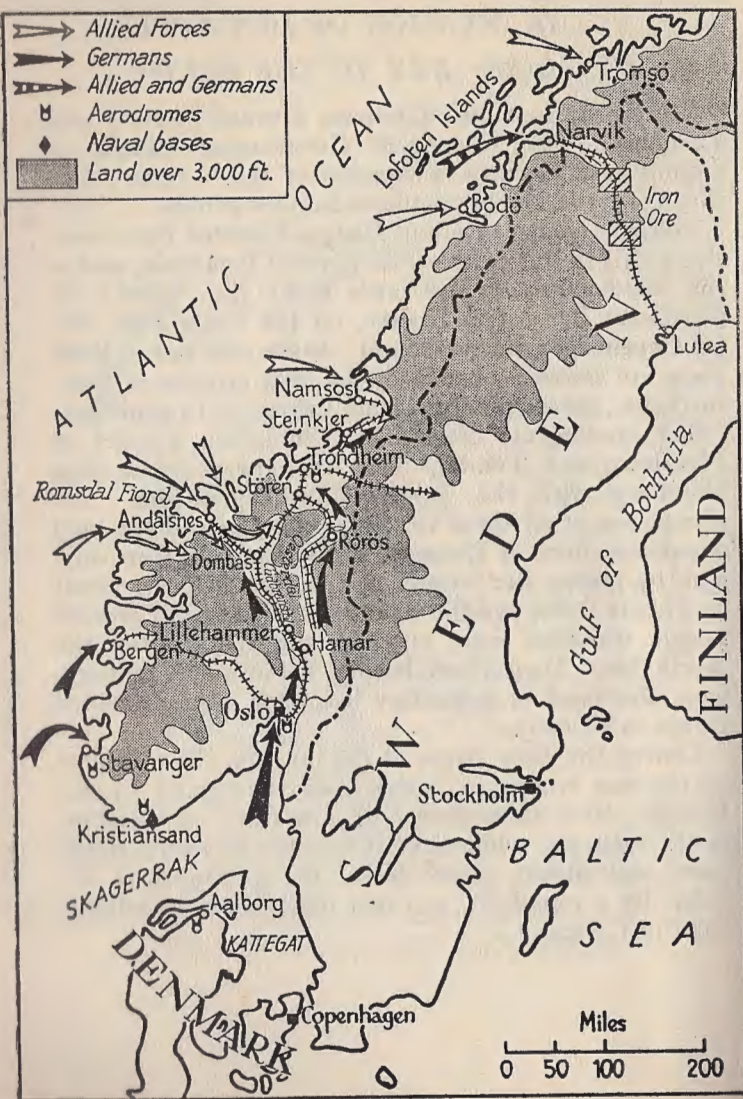 Allied Forces
Germans
Allied and Germans
Aerodromes
Naval bases
Land over 3,000 ft.
ATLANTIC
OCEAN
Lofoten Islands
Tromsö
Narvik
Iron
Ore
Bodö
Lulea
Namsos
Steinkjer
Trondheim
Stören
Romsdal Fiord
Andålsnes
Dombås
Röros
Lillehammer
Hamar
Bergen
Oslo
Stavanger
Kristiansand
SWEDEN
Gulf of Bothnia
FINLAND
Stockholm
BALTIC
SEA
SKAGERRAK
Aalborg
KATTEGAT
DENMARK
Copenhagen
Miles
0 50 100 200